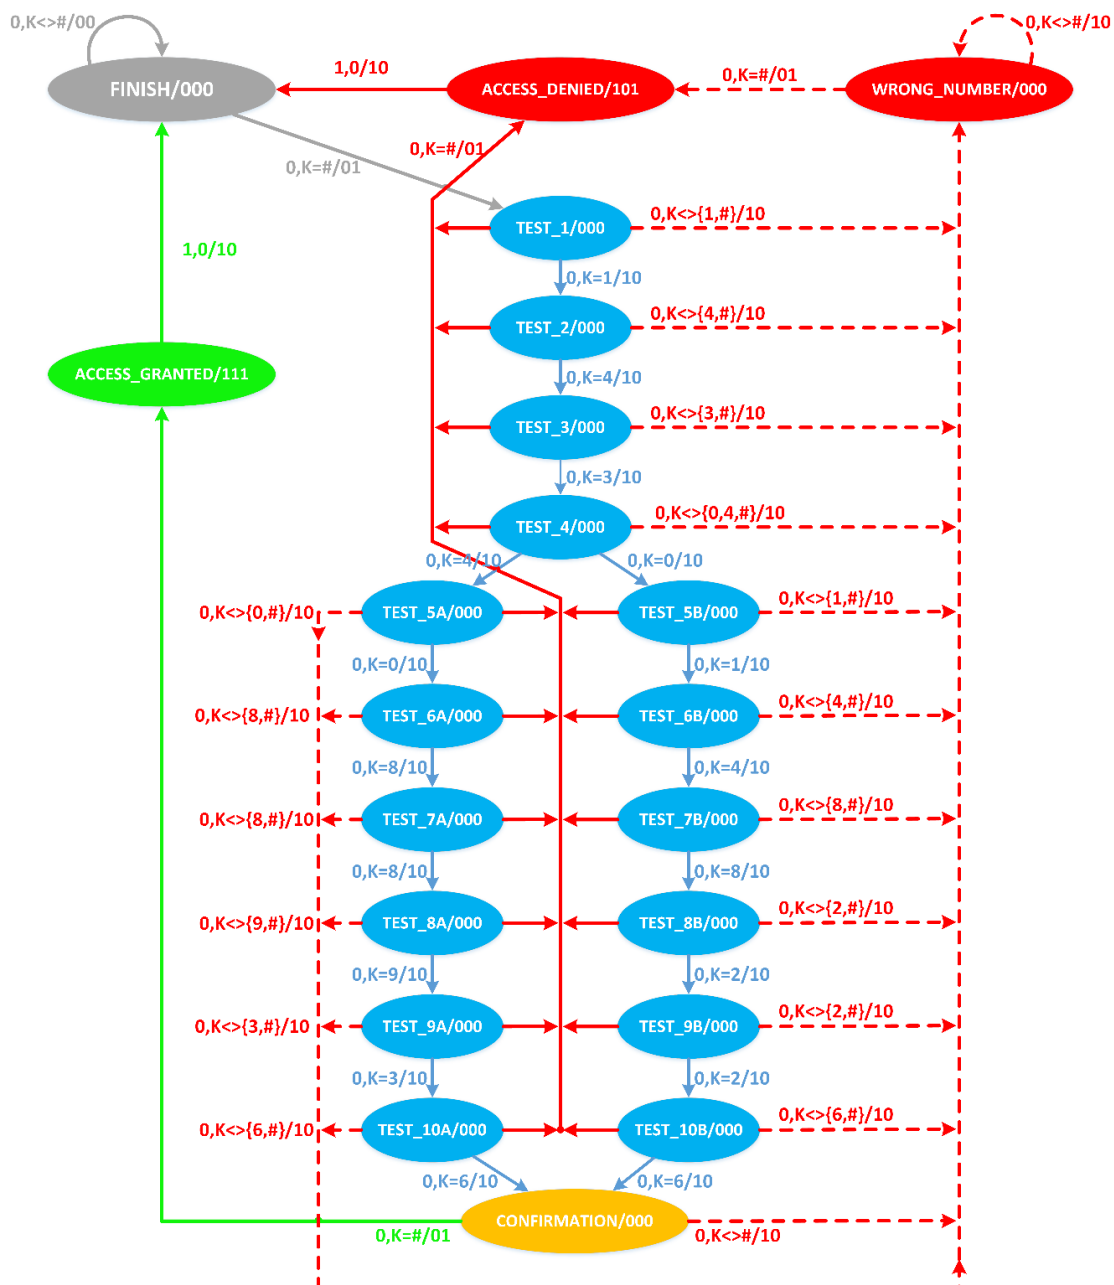 0,K<>#/00
0,K<>#/10
FINISH/000
1,0/10
ACCESS_DENIED/101
0,K=#/01
WRONG_NUMBER/000
0,K=#/01
0,K=#/01
TEST_1/000
0,K<>{1,#}/10
1,0/10
0,K=1/10
TEST_2/000
0,K<>{4,#}/10
ACCESS_GRANTED/111
0,K=4/10
TEST_3/000
0,K<>{3,#}/10
0,K=3/10
TEST_4/000
0,K<>{0,4,#}/10
0,K=4/10
0,K=0/10
0,K<>{0,#}/10
TEST_5A/000
TEST_5B/000
0,K<>{1,#}/10
0,K=0/10
0,K=1/10
0,K<>{8,#}/10
TEST_6A/000
TEST_6B/000
0,K<>{4,#}/10
0,K=8/10
0,K=4/10
0,K<>{8,#}/10
TEST_7A/000
TEST_7B/000
0,K<>{8,#}/10
0,K=8/10
0,K=8/10
0,K<>{9,#}/10
TEST_8A/000
TEST_8B/000
0,K<>{2,#}/10
0,K=9/10
0,K=2/10
0,K<>{3,#}/10
TEST_9A/000
TEST_9B/000
0,K<>{2,#}/10
0,K=3/10
0,K=2/10
0,K<>{6,#}/10
TEST_10A/000
TEST_10B/000
0,K<>{6,#}/10
0,K=6/10
0,K=6/10
CONFIRMATION/000
0,K=#/01
0,K<>#/10